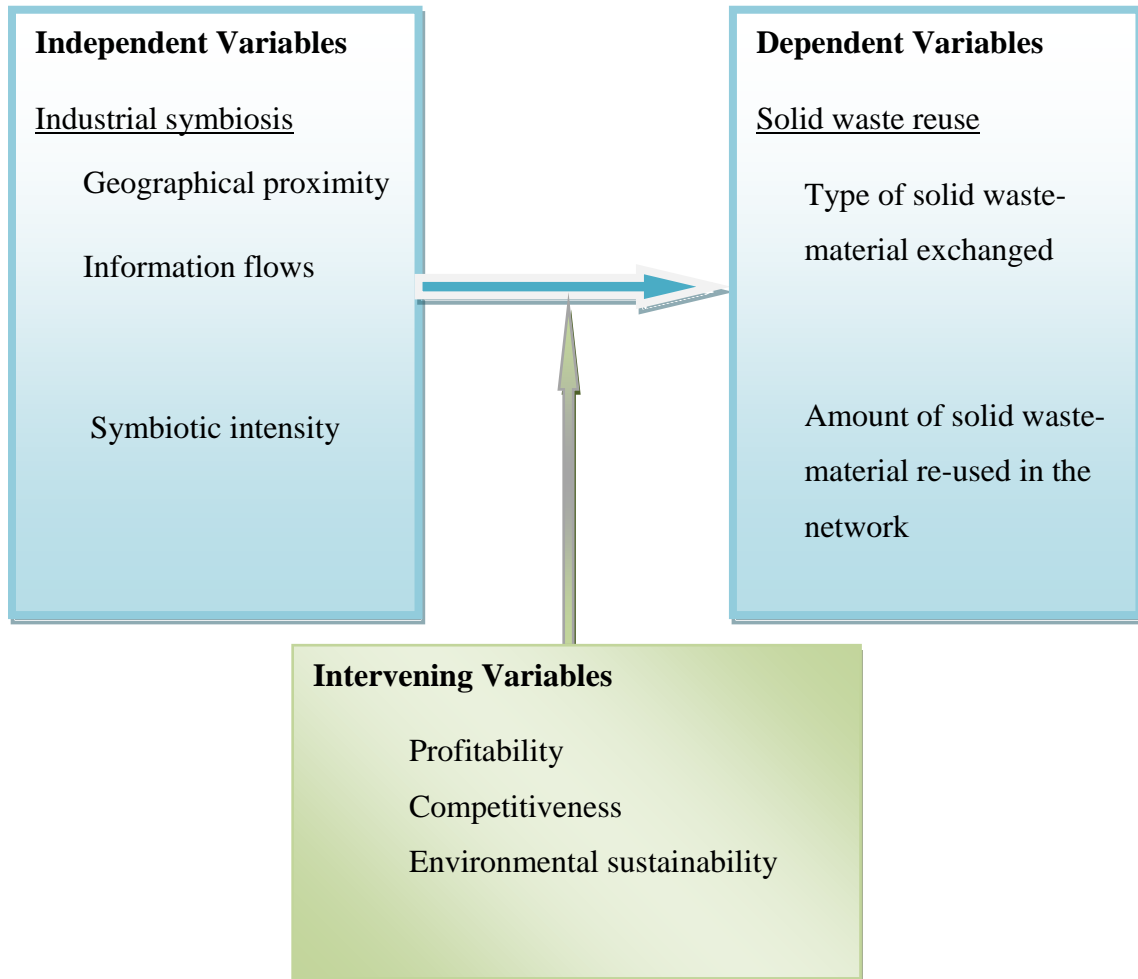 Independent Variables
Industrial symbiosis
Geographical proximity
Information flows
Symbiotic intensity
Dependent Variables
Solid waste reuse
Type of solid waste-
material exchanged
Amount of solid waste-
material re-used in the
network
Intervening Variables
Profitability
Competitiveness
Environmental sustainability